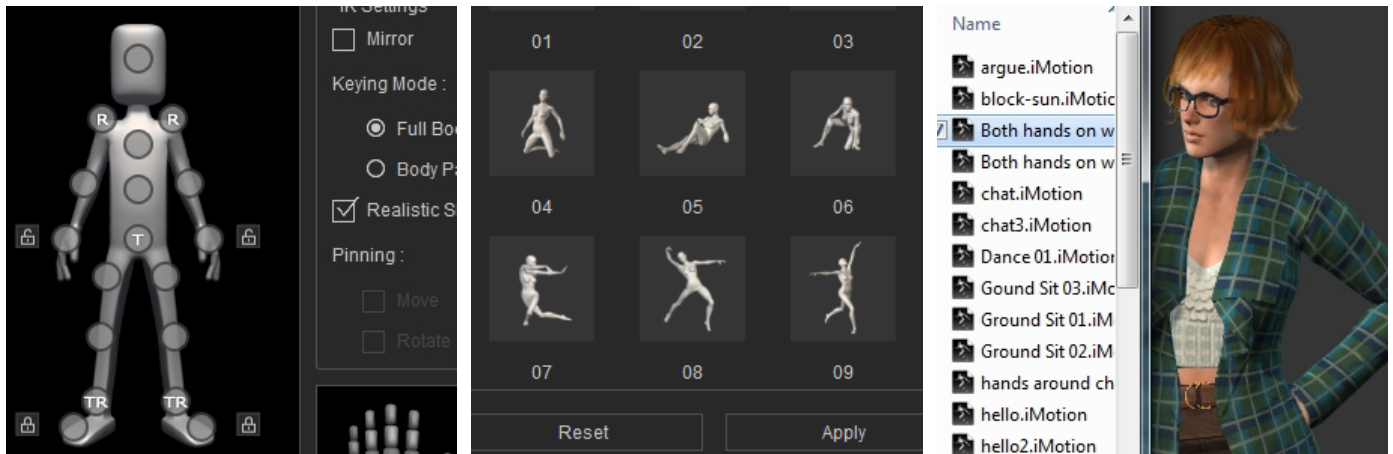 IK Settings
Mirror
Keying Mode :
Full Bo
Body Pa
Realistic S
Pinning :
Move
Rotate
R
R
T
TR
TR
01
02
03
04
05
06
07
08
09
Reset
Apply
Name
argue.iMotion
block-sun.iMotic
Both hands on w
Both hands on w
chat.iMotion
chat3.iMotion
Dance 01.iMotion
Gound Sit 03.iMc
Ground Sit 01.iM
Ground Sit 02.iM
hands around ch
hello.iMotion
hello2.iMotion